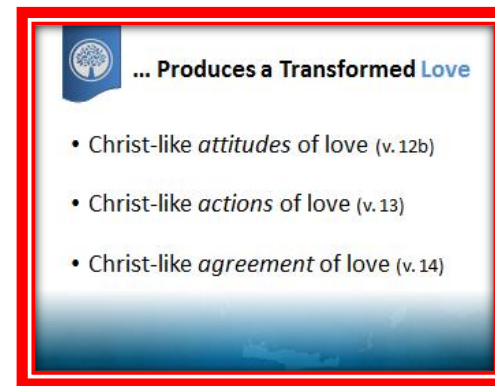 ... Produces a Transformed Love
• Christ-like attitudes of love (v. 12b)
• Christ-like actions of love (v. 13)
• Christ-like agreement of love (v. 14)